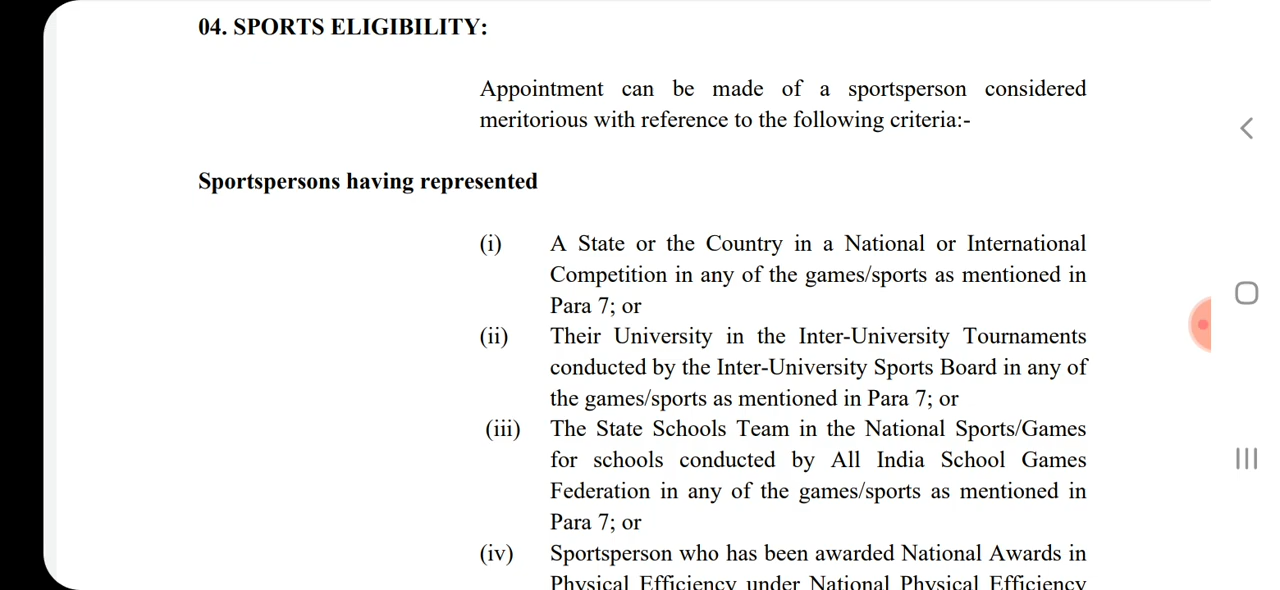 04. SPORTS ELIGIBILITY:
Appointment can be made of a sportsperson considered
meritorious with reference to the following criteria:-
Sportspersons having represented
(i) A State or the Country in a National or International
Competition in any of the games/sports as mentioned in
Para 7; or
(ii) Their University in the Inter-University Tournaments
conducted by the Inter-University Sports Board in any of
the games/sports as mentioned in Para 7; or
(iii) The State Schools Team in the National Sports/Games
for schools conducted by All India School Games
Federation in any of the games/sports as mentioned in
Para 7; or
(iv) Sportsperson who has been awarded National Awards in
Physical Efficiency under National Physical Efficiency